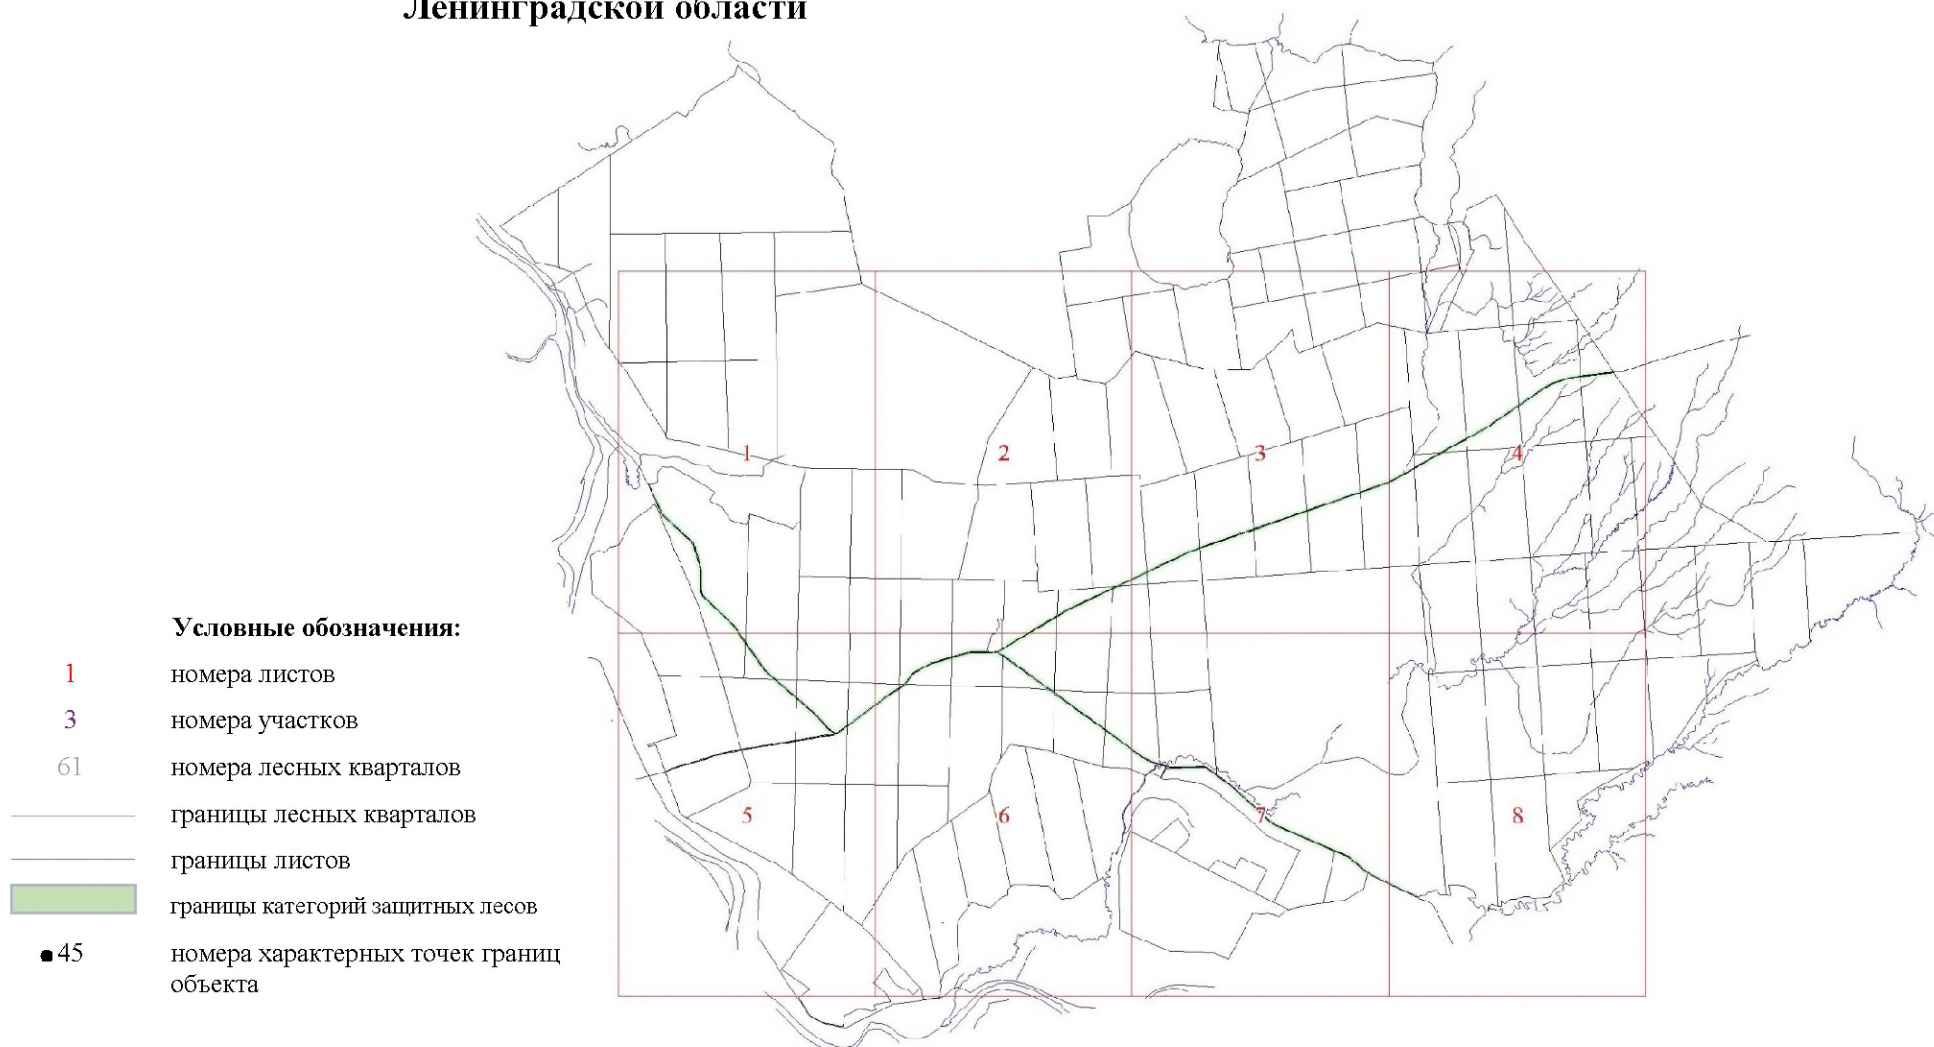 Ленинградской области
1
2
3
4
5
6
7
8
Условные обозначения:
1 номера листов
3 номера участков
61 номера лесных кварталов
границы лесных кварталов
границы листов
границы категорий защитных лесов
45 номера характерных точек границ
объекта